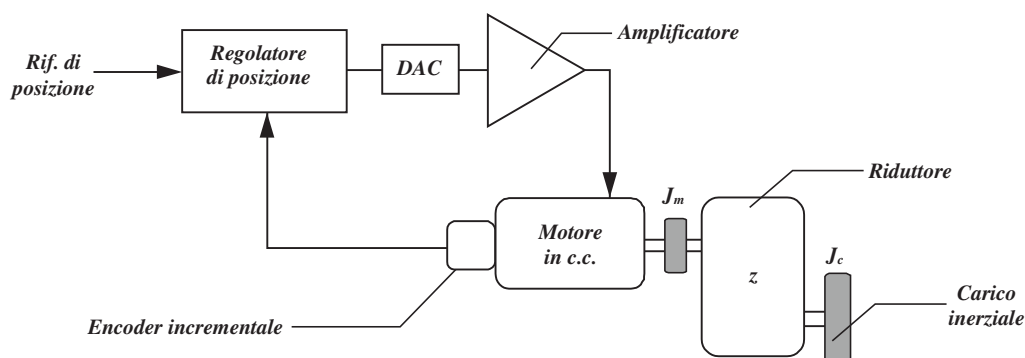 Rif. di
posizione
Regolatore
di posizione
DAC
Amplificatore
Motore
in c.c.
Jm
Riduttore
z
Jc
Carico
inerziale
Encoder incrementale